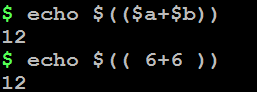 $ echo $(($a+$b))
12
$ echo $(( 6+6 ))
12